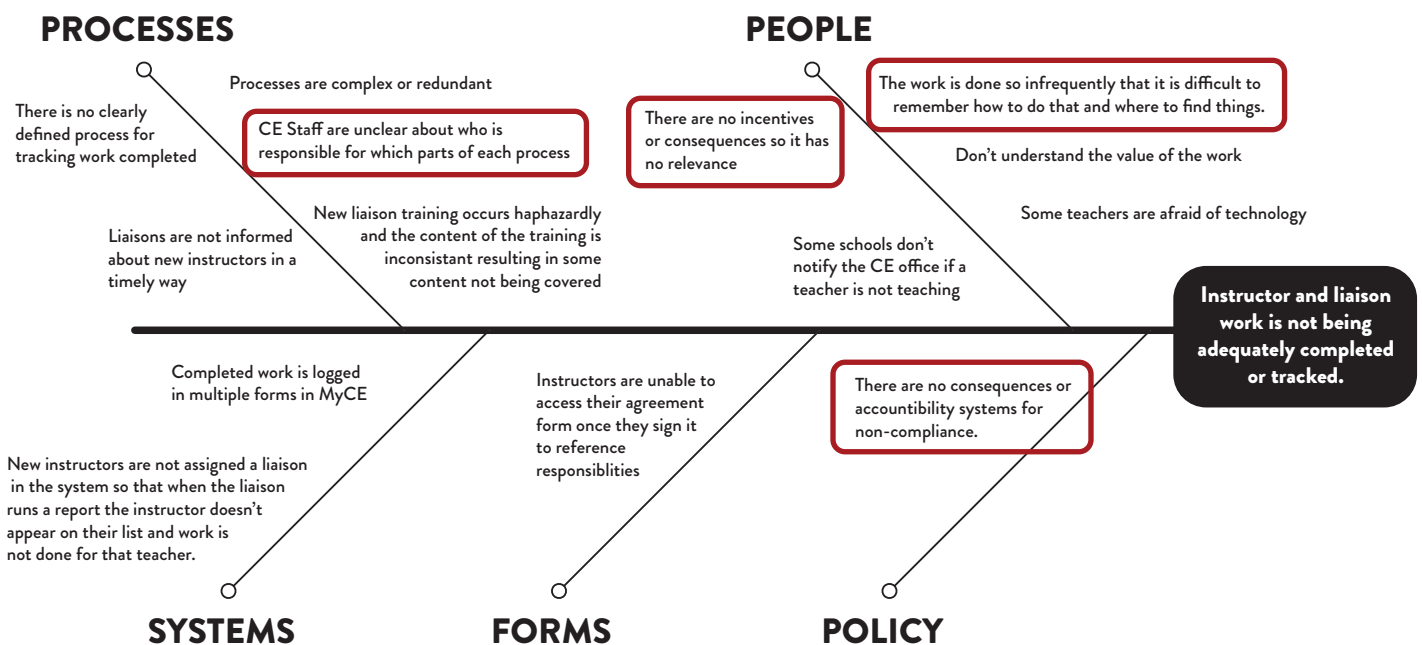 PROCESSES
There is no clearly
defined process for
tracking work completed
Processes are complex or redundant
CE Staff are unclear about who is
responsible for which parts of each process
Liaisons are not informed
about new instructors in a
timely way
New liaison training occurs haphazardly
and the content of the training is
inconsistant resulting in some
content not being covered
PEOPLE
There are no incentives
or consequences so it has
no relevance
The work is done so infrequently that it is difficult to
remember how to do that and where to find things.
Don't understand the value of the work
Some teachers are afraid of technology
Some schools don't
notify the CE office if a
teacher is not teaching
Instructor and liaison
work is not being
adequately completed
or tracked.
Completed work is logged
in multiple forms in MyCE
New instructors are not assigned a liaison
in the system so that when the liaison
runs a report the instructor doesn't
appear on their list and work is
not done for that teacher.
SYSTEMS
Instructors are unable to
access their agreement
form once they sign it
to reference
responsiblities
FORMS
There are no consequences or
accountibility systems for
non-compliance.
POLICY